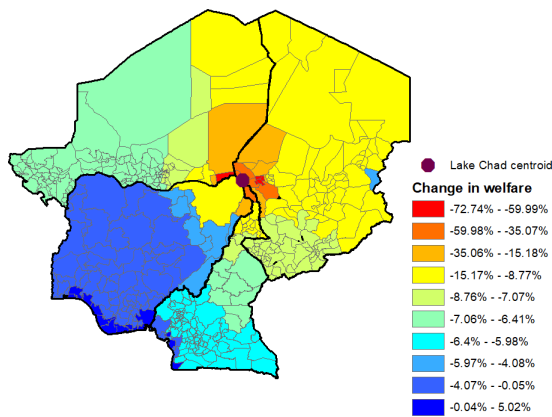 Lake Chad centroid
Change in welfare
-72.74% - -59.99%
-59.98% - -35.07%
-35.06% - -15.18%
-15.17% - -8.77%
-8.76% - -7.07%
-7.06% - -6.41%
-6.4% - -5.98%
-5.97% - -4.08%
-4.07% - -0.05%
-0.04% - 5.02%